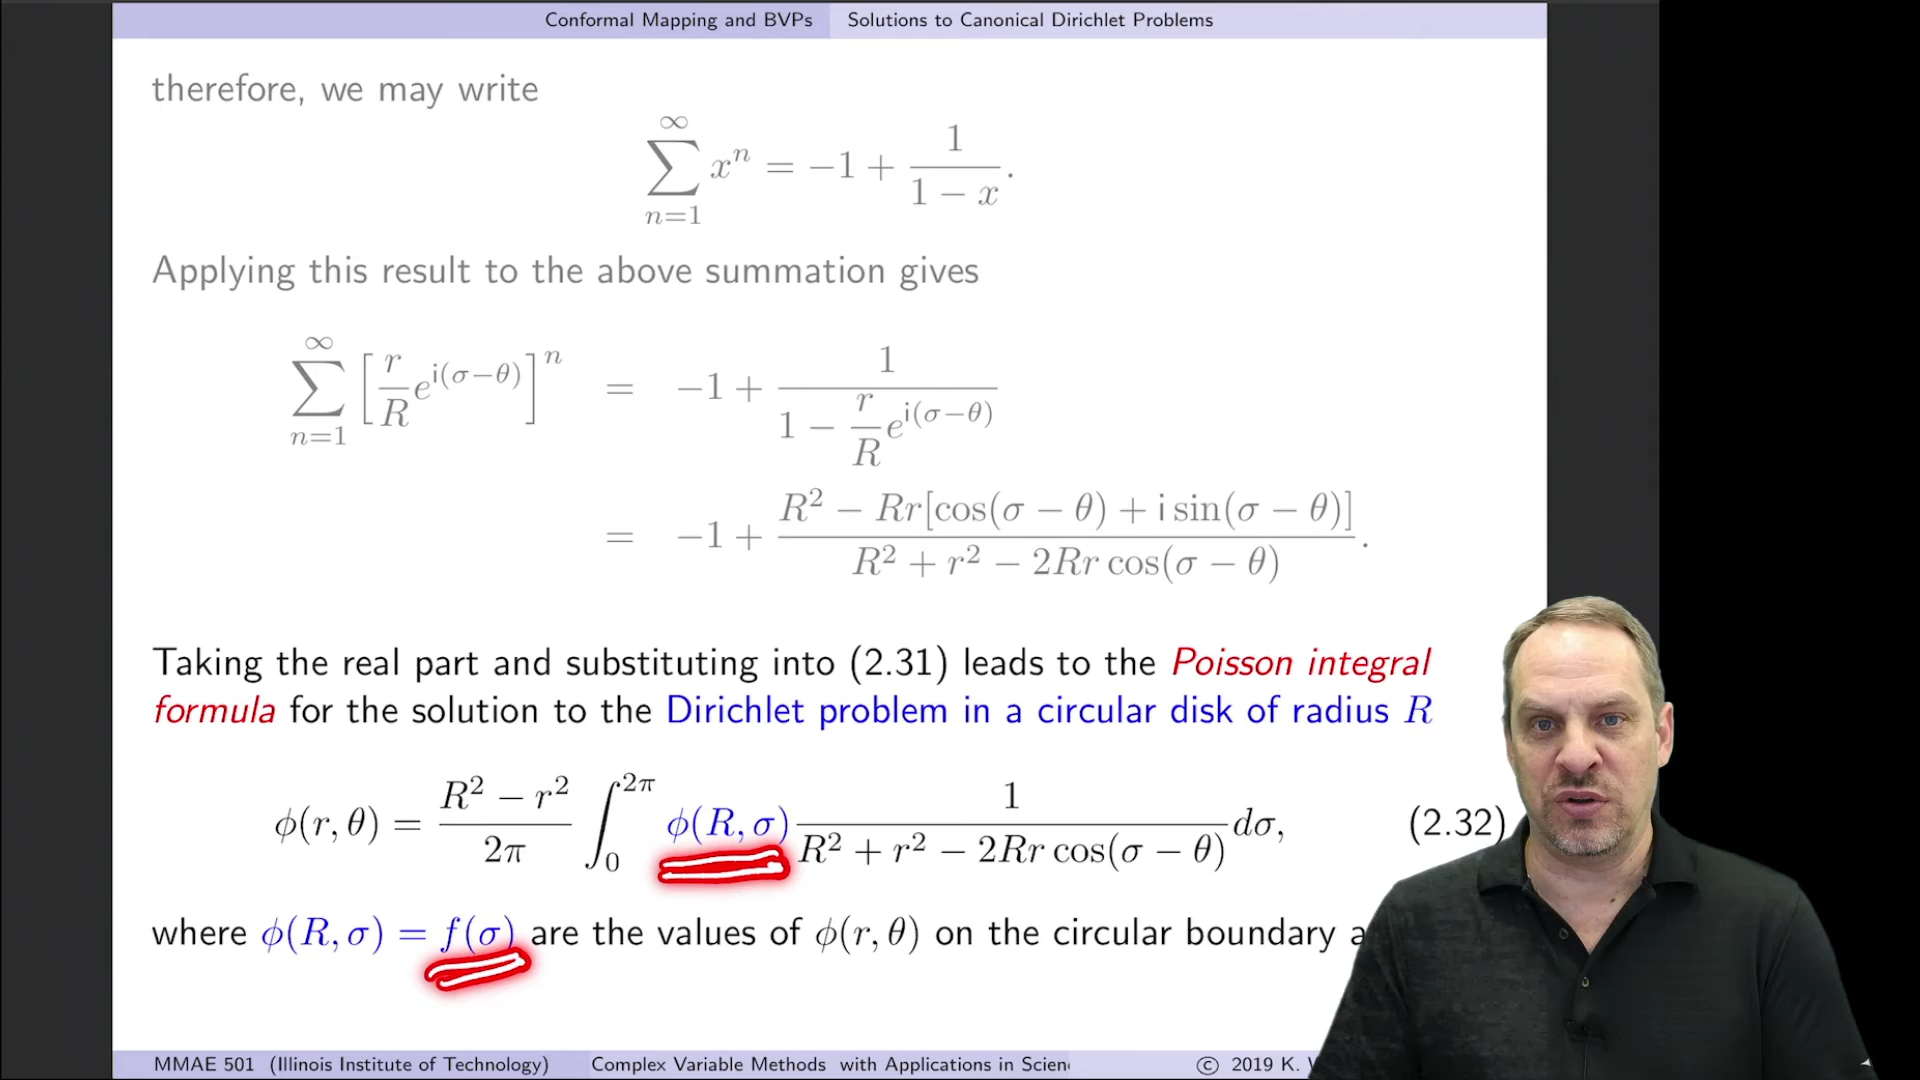 Conformal Mapping and BVPs Solutions to Canonical Dirichlet Problems
therefore, we may write
∑_{n=1}^{∞} x^n = −1 + 1/(1 − x).
Applying this result to the above summation gives
∑_{n=1}^{∞} [r/R e^{i(σ−θ)}]^n = −1 + 1/(1 − r/R e^{i(σ−θ)})
= −1 + (R² − Rr[cos(σ − θ) + i sin(σ − θ)])/(R² + r² − 2Rr cos(σ − θ)).
Taking the real part and substituting into (2.31) leads to the Poisson integral
formula for the solution to the Dirichlet problem in a circular disk of radius R
ϕ(r, θ) = (R² − r²)/(2π) ∫_0^{2π} ϕ(R, σ) 1/(R² + r² − 2Rr cos(σ − θ)) dσ, (2.32)
where ϕ(R, σ) = f(σ) are the values of ϕ(r, θ) on the circular boundary
MMAE 501 (Illinois Institute of Technology) Complex Variable Methods with Applications in Scien © 2019 K.